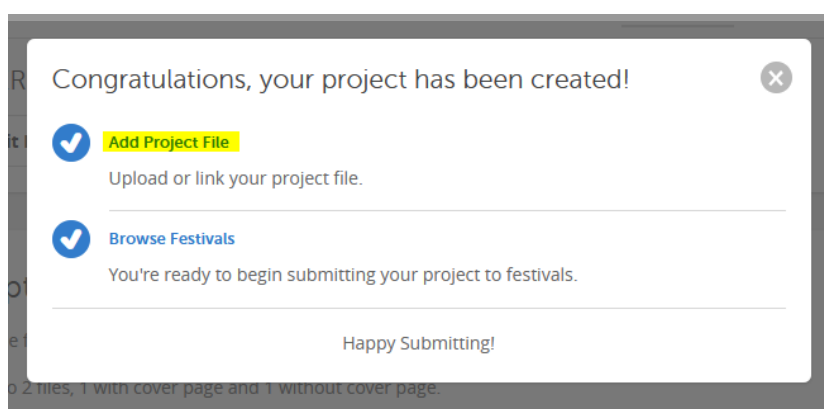 Congratulations, your project has been created!
Add Project File
Upload or link your project file.
Browse Festivals
You're ready to begin submitting your project to festivals.
Happy Submitting!
2 files, 1 with cover page and 1 without cover page.